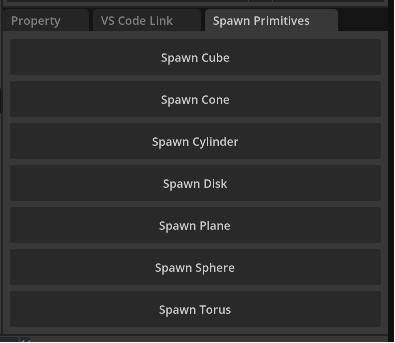 Property
VS Code Link
Spawn Primitives
Spawn Cube
Spawn Cone
Spawn Cylinder
Spawn Disk
Spawn Plane
Spawn Sphere
Spawn Torus